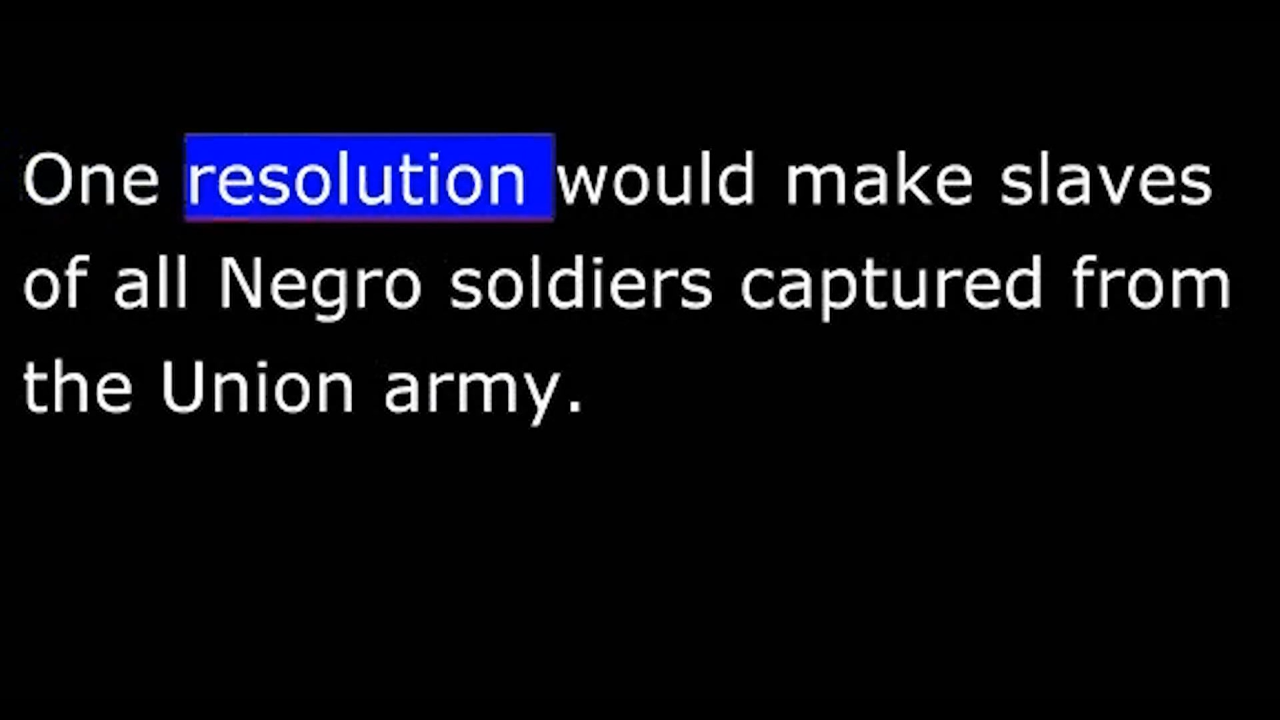 One resolution would make slaves
of all Negro soldiers captured from
the Union army.